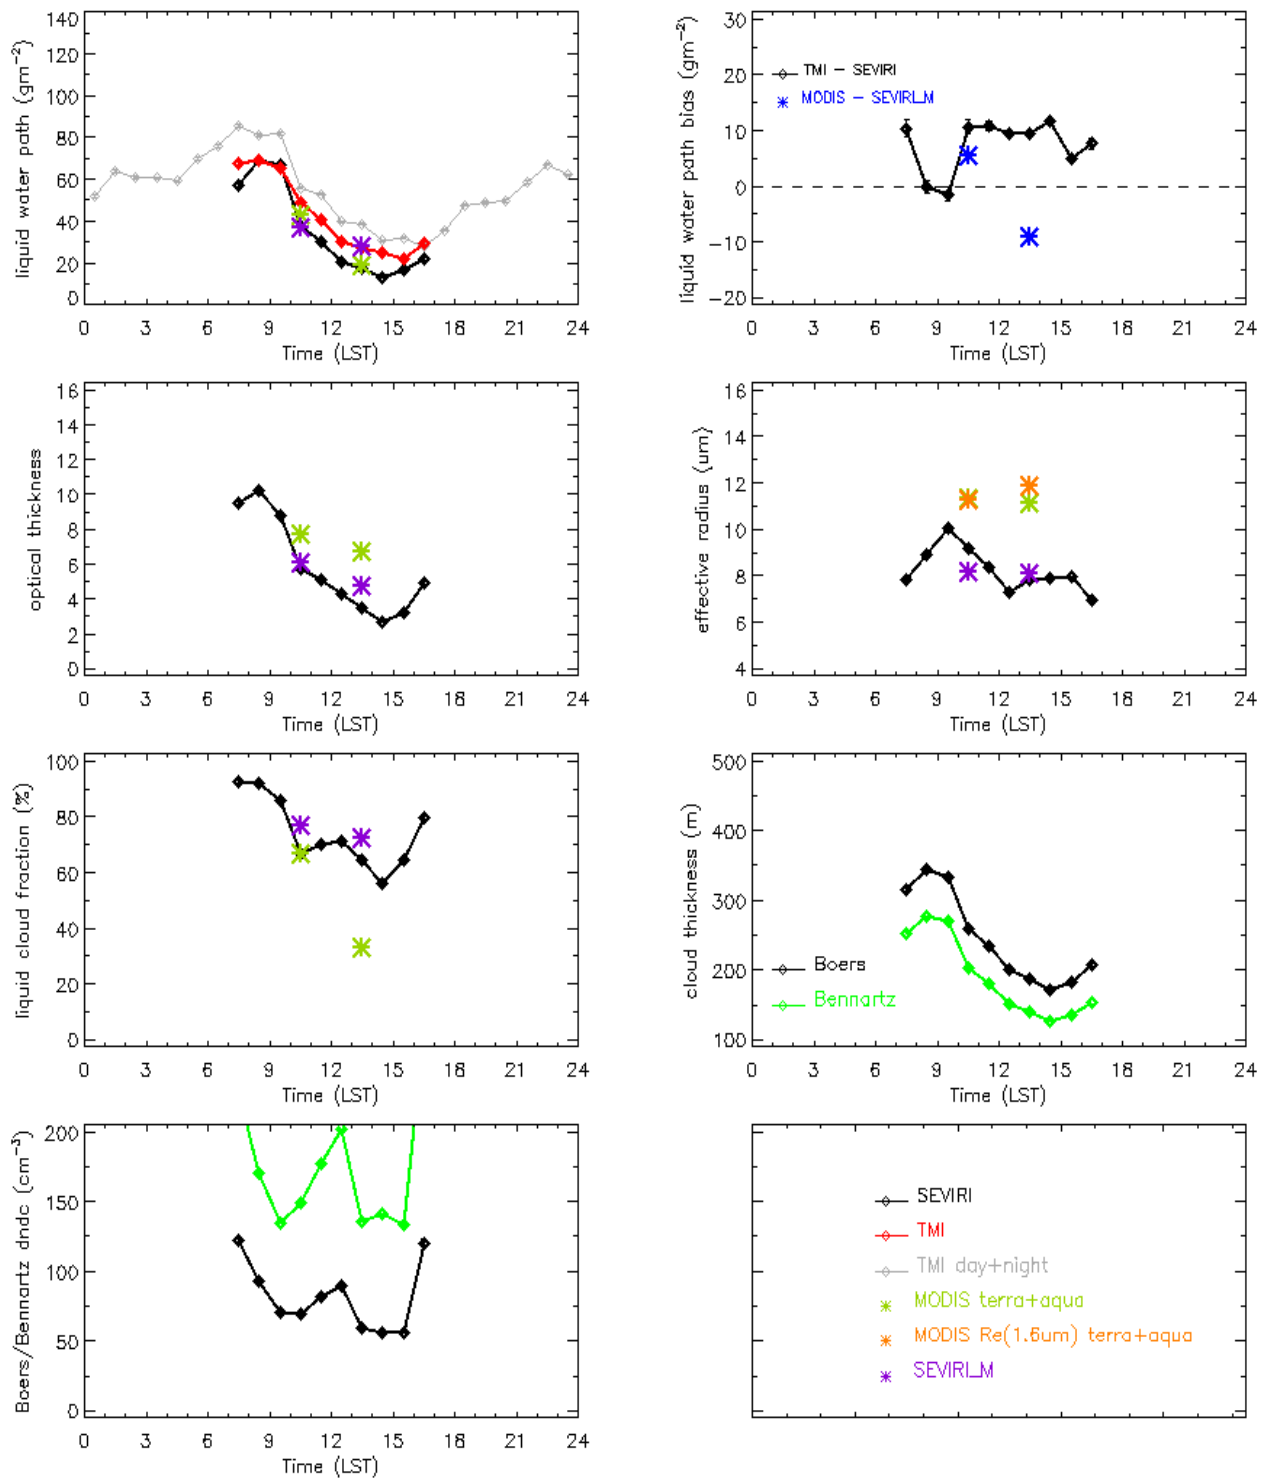 liquid water path (gm-2)
140
120
100
80
60
40
20
0
0 3 6 9 12 15 18 21 24
Time (LST)
liquid water path bias (gm-2)
30
20
10
0
-10
-20
TMI - SEVIRI
MODIS - SEVIRI_M
0 3 6 9 12 15 18 21 24
Time (LST)
optical thickness
16
14
12
10
8
6
4
2
0
0 3 6 9 12 15 18 21 24
Time (LST)
effective radius (um)
16
14
12
10
8
6
4
0 3 6 9 12 15 18 21 24
Time (LST)
liquid cloud fraction (%)
100
80
60
40
20
0
0 3 6 9 12 15 18 21 24
Time (LST)
cloud thickness (m)
500
400
300
200
100
Boers
Bennartz
0 3 6 9 12 15 18 21 24
Time (LST)
Boers/Bennartz dndc (cm-3)
200
150
100
50
0
0 3 6 9 12 15 18 21 24
Time (LST)
SEVIRI
TMI
TMI day+night
MODIS terra+aqua
MODIS Re(1.6um) terra+aqua
SEVIRI_M